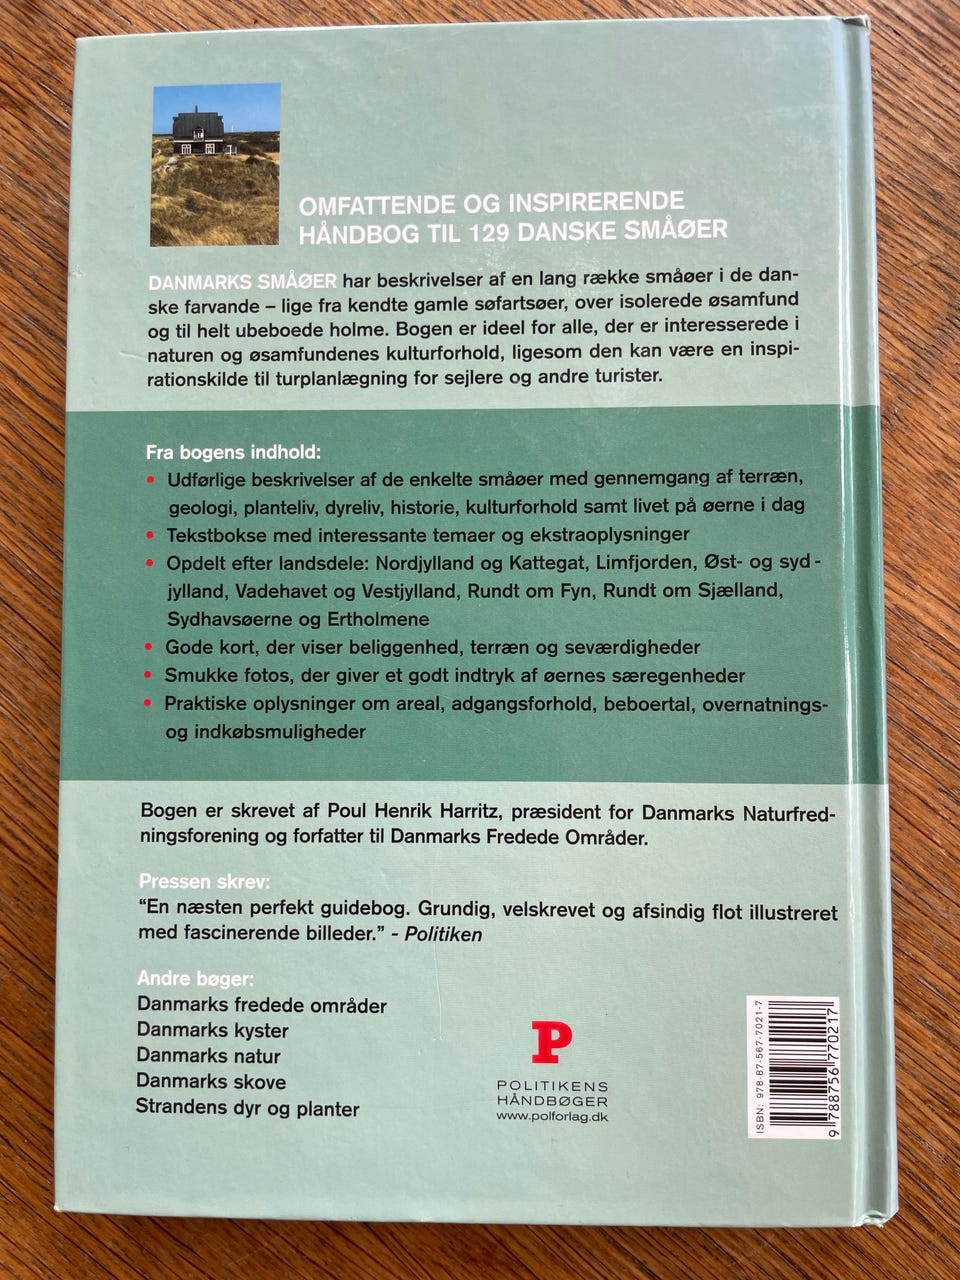 OMFATTENDE OG INSPIRERENDE
HÅNDBOG TIL 129 DANSKE SMÅØER
DANMARKS SMÅØER har beskrivelser af en lang række småøer i de dan-
ske farvande – lige fra kendte gamle søfartsøer, over isolerede øsamfund
og til helt ubeboede holme. Bogen er ideel for alle, der er interesserede i
naturen og øsamfundenes kulturforhold, ligesom den kan være en inspi-
rationskilde til turplanlægning for sejlere og andre turister.
Fra bogens indhold:
• Udførlige beskrivelser af de enkelte småøer med gennemgang af terræn,
geologi, planteliv, dyreliv, historie, kulturforhold samt livet på øerne i dag
• Tekstbokse med interessante temaer og ekstraoplysninger
• Opdelt efter landsdele: Nordjylland og Kattegat, Limfjorden, Øst- og syd-
jylland, Vadehavet og Vestjylland, Rundt om Fyn, Rundt om Sjælland,
Sydhavsøerne og Ertholmene
• Gode kort, der viser beliggenhed, terræn og seværdigheder
• Smukke fotos, der giver et godt indtryk af øernes særegenheder
• Praktiske oplysninger om areal, adgangsforhold, beboertal, overnatnings-
og indkøbsmuligheder
Bogen er skrevet af Poul Henrik Harritz, præsident for Danmarks Naturfred-
ningsforening og forfatter til Danmarks Fredede Områder.
Pressen skrev:
“En næsten perfekt guidebog. Grundig, velskrevet og afsindig flot illustreret
med fascinerende billeder.” - Politiken
Andre bøger:
Danmarks fredede områder
Danmarks kyster
Danmarks natur
Danmarks skove
Strandens dyr og planter
P
POLITIKENS
HÅNDBØGER
www.polforlag.dk
ISBN: 978-87-567-7021-7
9 788756 770217